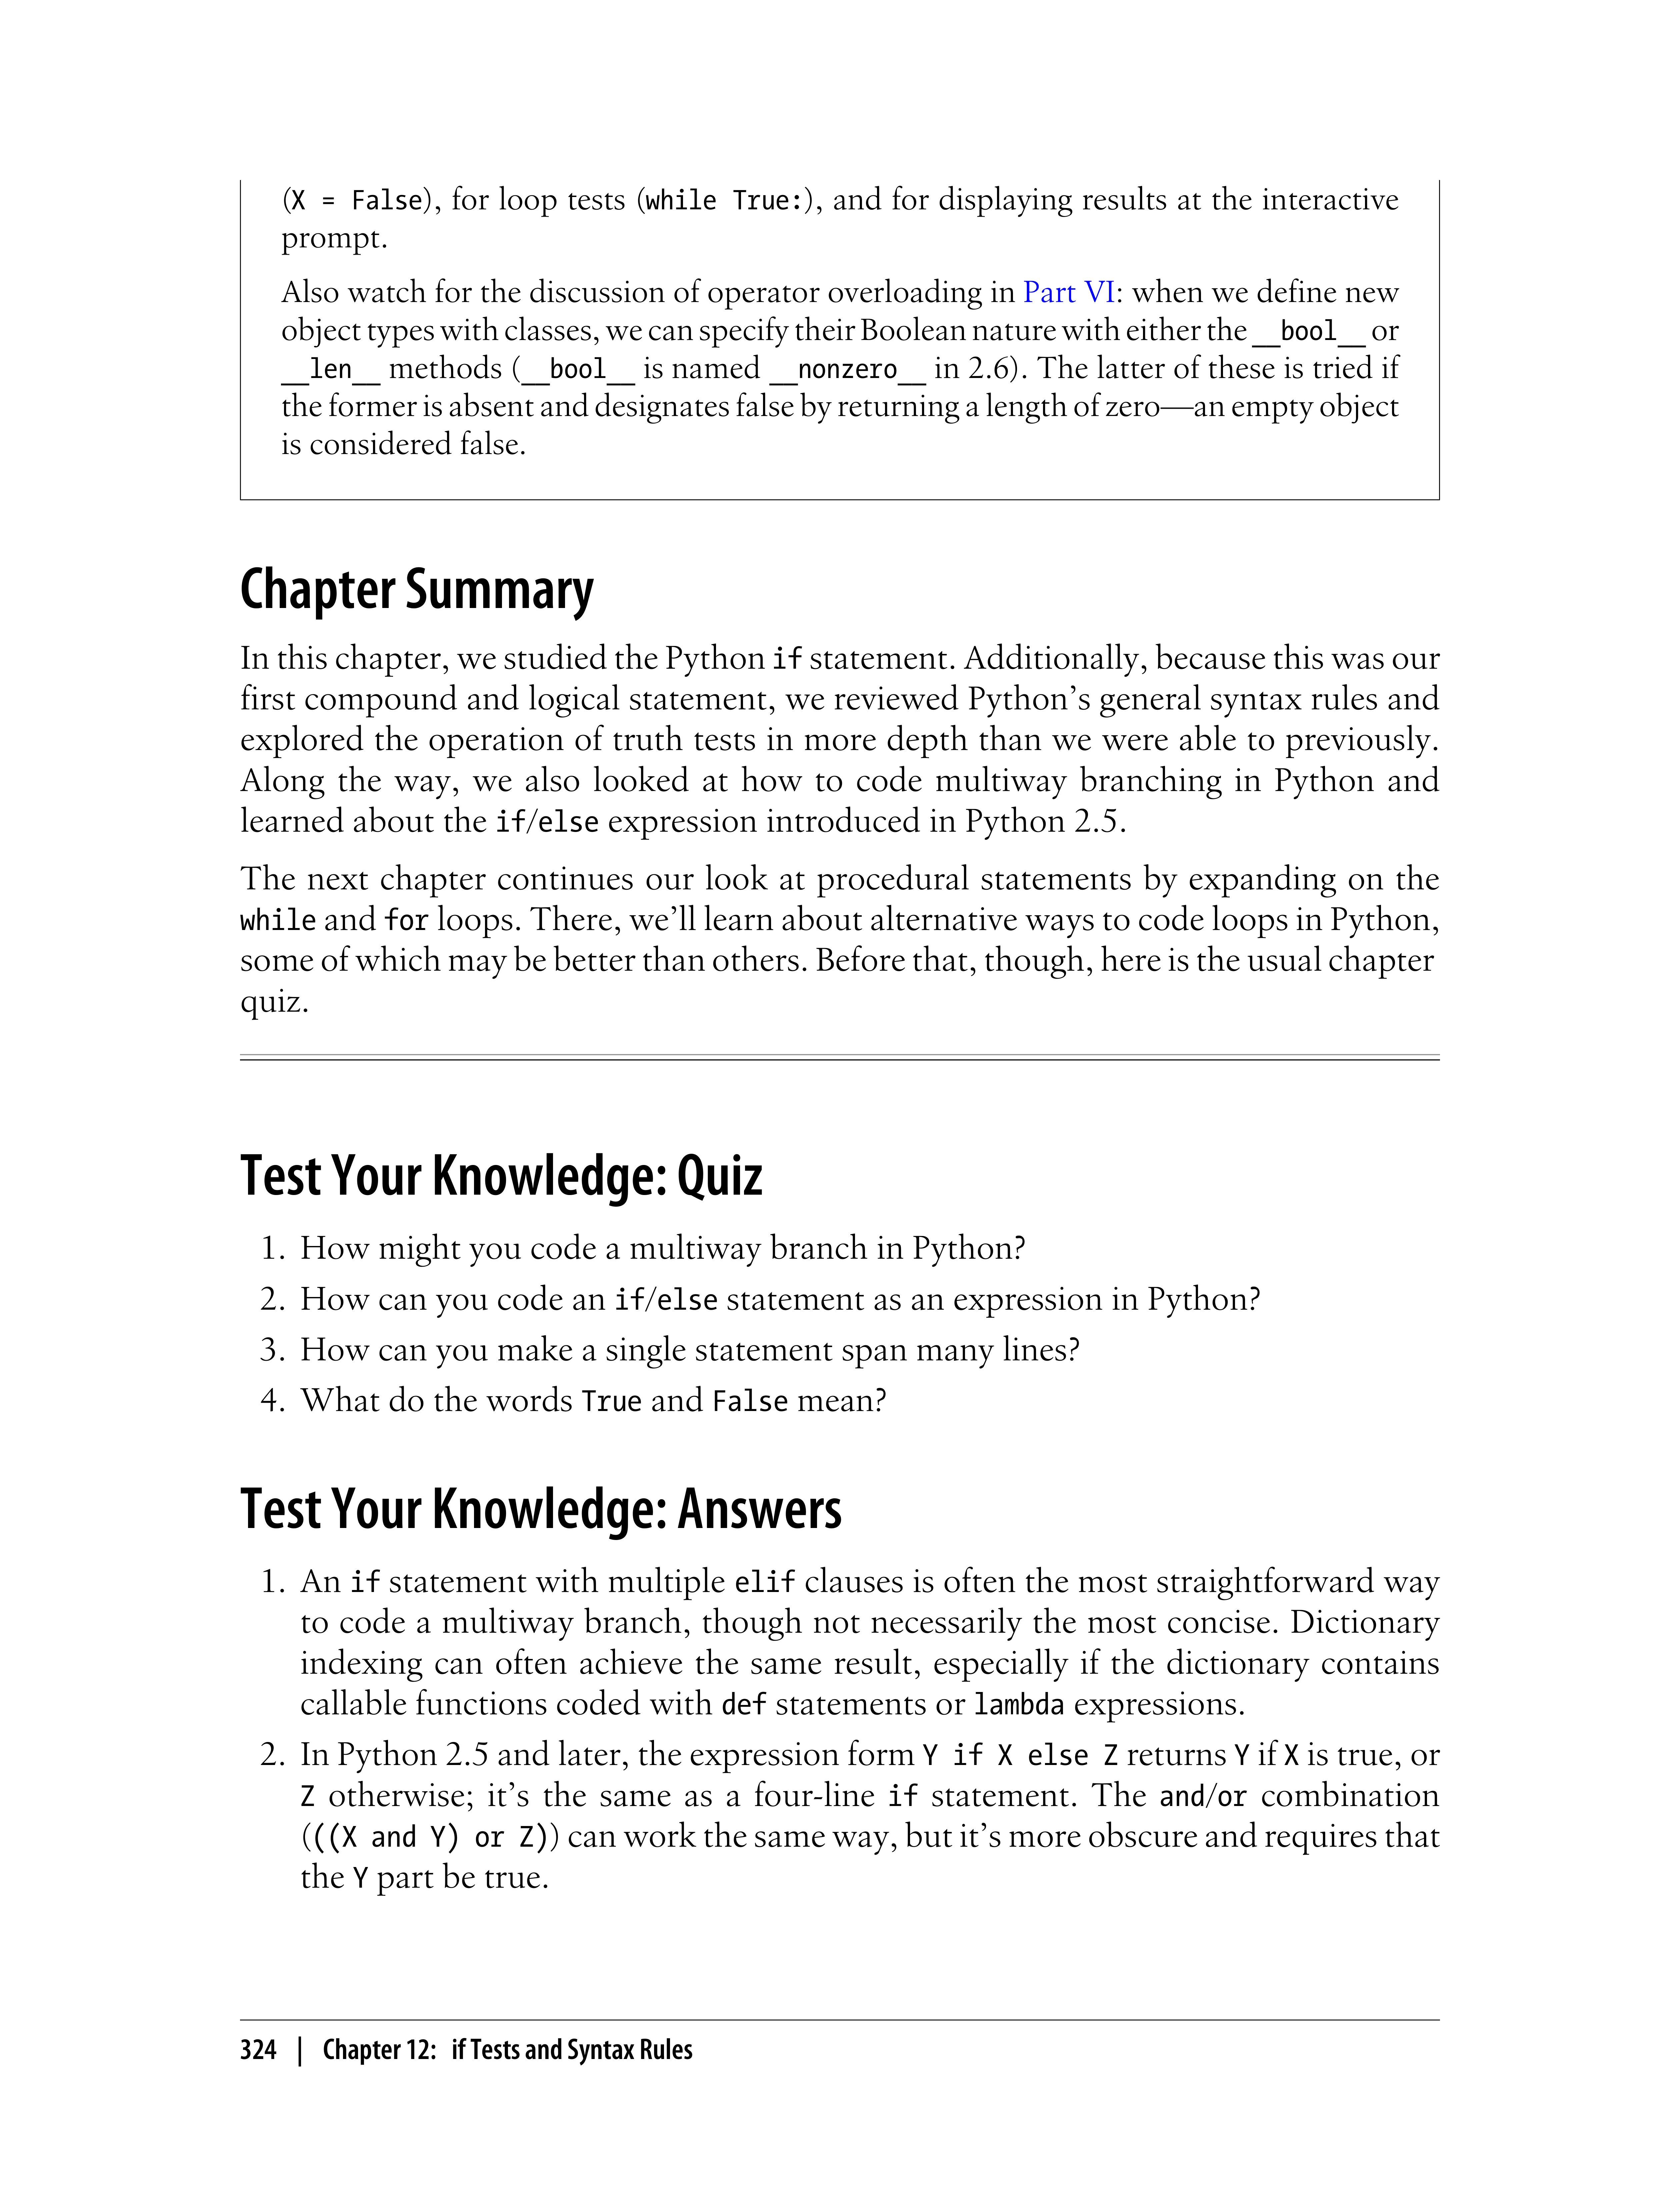 (X = False), for loop tests (while True:), and for displaying results at the interactive
prompt.
Also watch for the discussion of operator overloading in Part VI: when we define new
object types with classes, we can specify their Boolean nature with either the __bool__ or
__len__ methods (__bool__ is named __nonzero__ in 2.6). The latter of these is tried if
the former is absent and designates false by returning a length of zero—an empty object
is considered false.
Chapter Summary
In this chapter, we studied the Python if statement. Additionally, because this was our
first compound and logical statement, we reviewed Python’s general syntax rules and
explored the operation of truth tests in more depth than we were able to previously.
Along the way, we also looked at how to code multiway branching in Python and
learned about the if/else expression introduced in Python 2.5.
The next chapter continues our look at procedural statements by expanding on the
while and for loops. There, we’ll learn about alternative ways to code loops in Python,
some of which may be better than others. Before that, though, here is the usual chapter
quiz.
Test Your Knowledge: Quiz
1. How might you code a multiway branch in Python?
2. How can you code an if/else statement as an expression in Python?
3. How can you make a single statement span many lines?
4. What do the words True and False mean?
Test Your Knowledge: Answers
1. An if statement with multiple elif clauses is often the most straightforward way
to code a multiway branch, though not necessarily the most concise. Dictionary
indexing can often achieve the same result, especially if the dictionary contains
callable functions coded with def statements or lambda expressions.
2. In Python 2.5 and later, the expression form Y if X else Z returns Y if X is true, or
Z otherwise; it’s the same as a four-line if statement. The and/or combination
(((X and Y) or Z)) can work the same way, but it’s more obscure and requires that
the Y part be true.
324 | Chapter 12: if Tests and Syntax Rules